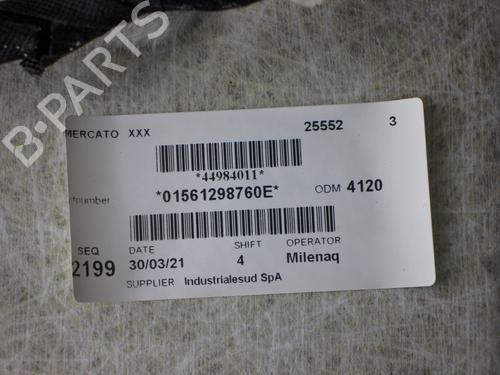 MERCATO XXX 25552 3
*44984011*
rtnumber *01561298760E* ODM 4120
SEQ DATE SHIFT OPERATOR
2199 30/03/21 4 Milenaq
SUPPLIER Industrialesud SpA
B-PARTS